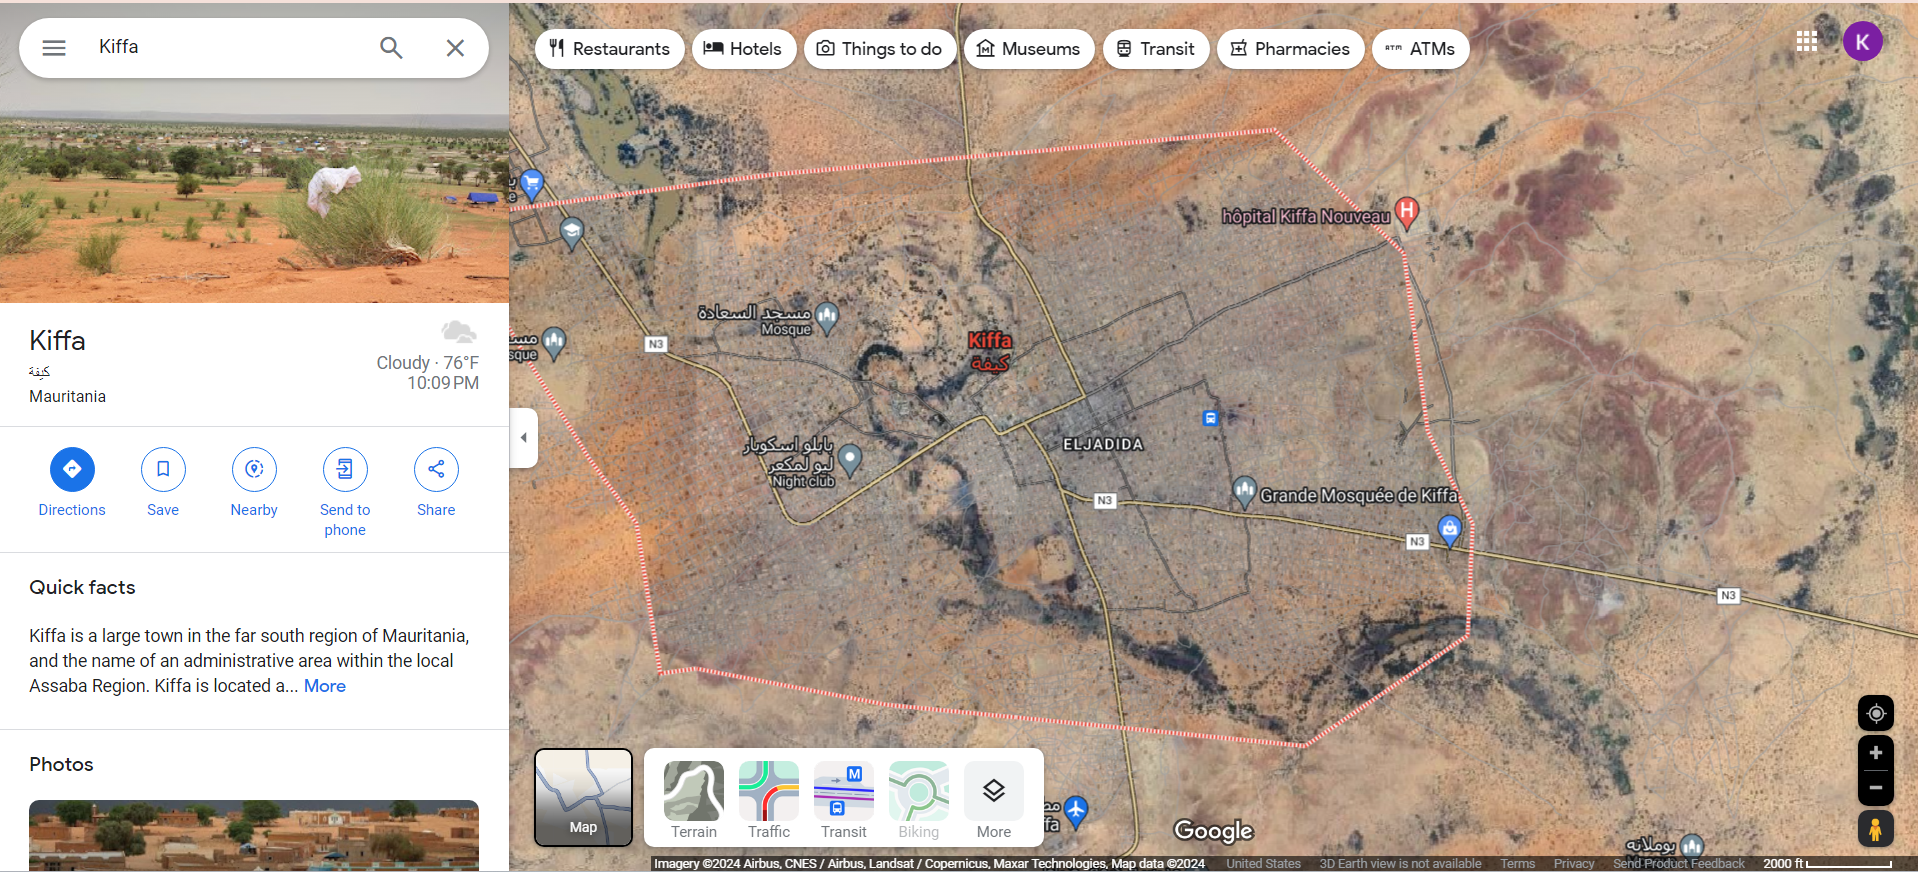 Kiffa
Restaurants
Hotels
Things to do
Museums
Transit
Pharmacies
ATM
ATMs
K
Kiffa
كيفة
Mauritania
Cloudy · 76°F
10:09 PM
Directions
Save
Nearby
Send to
phone
Share
Quick facts
Kiffa is a large town in the far south region of Mauritania,
and the name of an administrative area within the local
Assaba Region. Kiffa is located a... More
Photos
hôpital Kiffa Nouveau
H
مسجد السعادة
Mosque
N3
Kiffa
كيفة
بابلو اسكوبار
لبو لمكعر
Night club
ELJADIDA
N3
Grande Mosquée de Kiffa
N3
N3
Map
Terrain
Traffic
M
Transit
Biking
More
Google
بوملانه
Imagery ©2024 Airbus, CNES / Airbus, Landsat / Copernicus, Maxar Technologies, Map data ©2024
United States
3D Earth view is not available
Terms
Privacy
Send Product Feedback
2000 ft